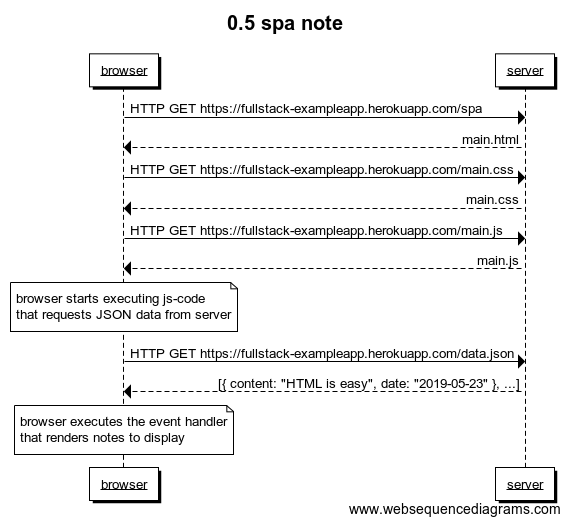 0.5 spa note
browser
server
HTTP GET https://fullstack-exampleapp.herokuapp.com/spa
main.html
HTTP GET https://fullstack-exampleapp.herokuapp.com/main.css
main.css
HTTP GET https://fullstack-exampleapp.herokuapp.com/main.js
main.js
browser starts executing js-code
that requests JSON data from server
HTTP GET https://fullstack-exampleapp.herokuapp.com/data.json
[{ content: "HTML is easy", date: "2019-05-23" }, ...]
browser executes the event handler
that renders notes to display
browser
server
www.websequencediagrams.com